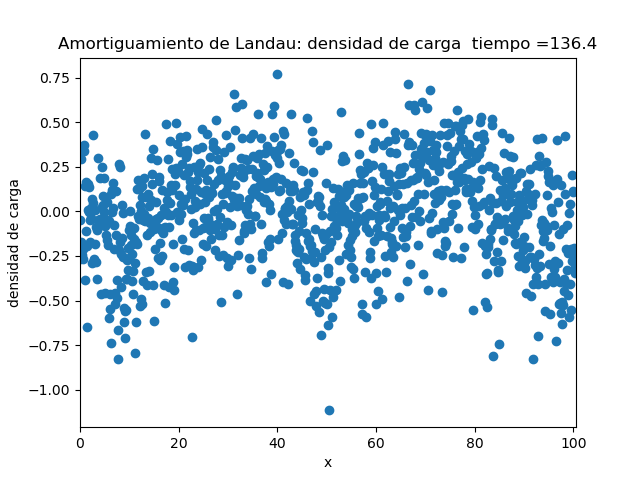 Amortiguamiento de Landau: densidad de carga  tiempo =136.4
densidad de carga
0.75
0.50
0.25
0.00
−0.25
−0.50
−0.75
−1.00
0 20 40 60 80 100
x